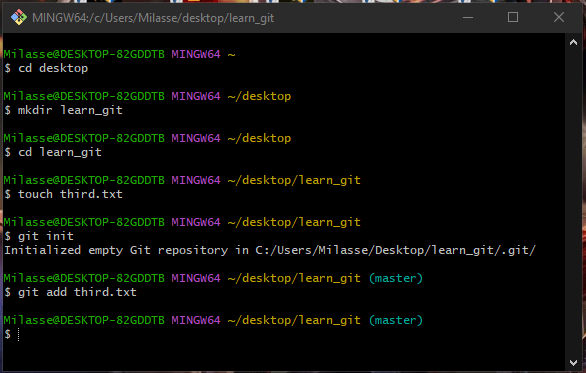 MINGW64:/c/Users/Milasse/desktop/learn_git
Milasse@DESKTOP-82GDDTB MINGW64 ~
$ cd desktop
Milasse@DESKTOP-82GDDTB MINGW64 ~/desktop
$ mkdir learn_git
Milasse@DESKTOP-82GDDTB MINGW64 ~/desktop
$ cd learn_git
Milasse@DESKTOP-82GDDTB MINGW64 ~/desktop/learn_git
$ touch third.txt
Milasse@DESKTOP-82GDDTB MINGW64 ~/desktop/learn_git
$ git init
Initialized empty Git repository in C:/Users/Milasse/Desktop/learn_git/.git/
Milasse@DESKTOP-82GDDTB MINGW64 ~/desktop/learn_git (master)
$ git add third.txt
Milasse@DESKTOP-82GDDTB MINGW64 ~/desktop/learn_git (master)
$